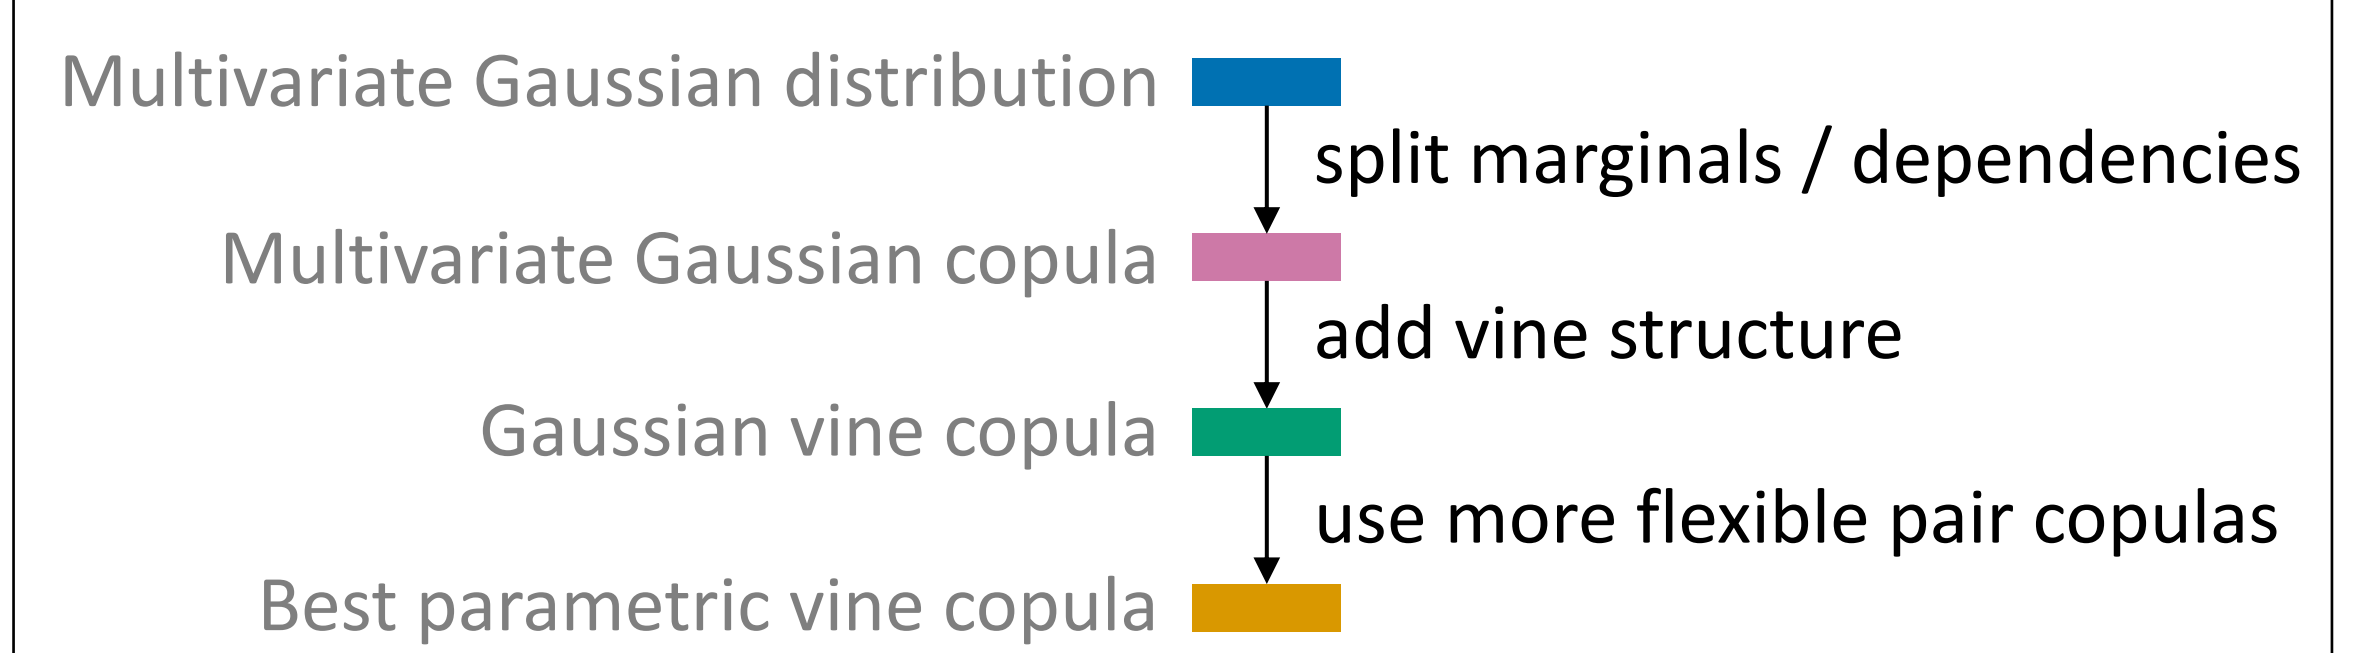 Multivariate Gaussian distribution
split marginals / dependencies
Multivariate Gaussian copula
add vine structure
Gaussian vine copula
use more flexible pair copulas
Best parametric vine copula